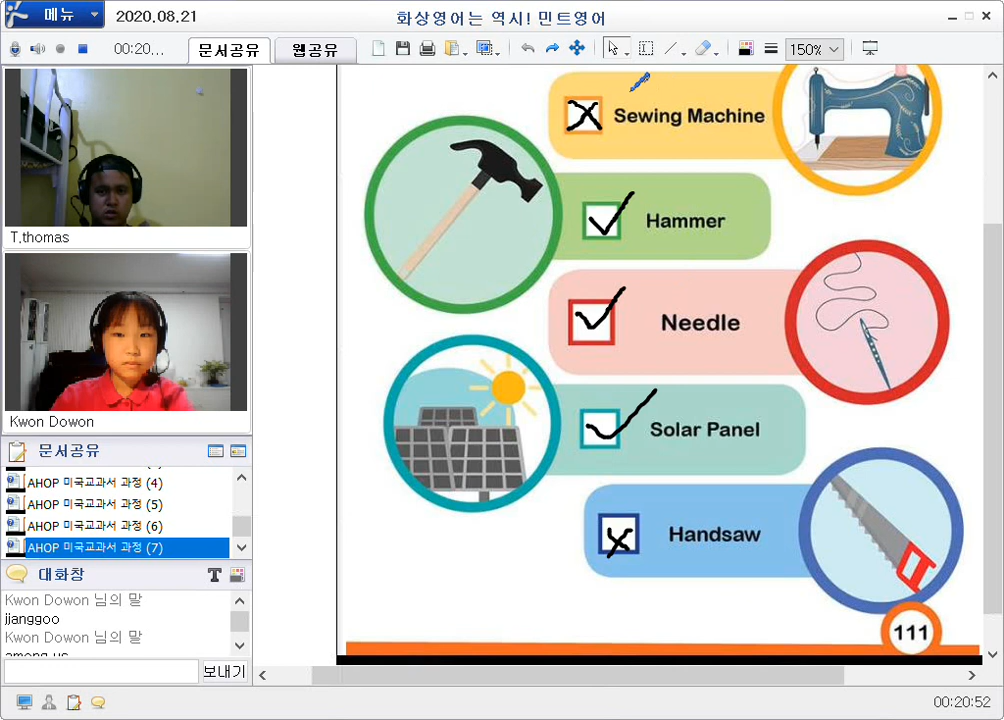 메뉴 2020.08.21 화상영어는 역시! 민트영어
00:20... 문서공유 웹공유 150%
T.thomas
Kwon Dowon
문서공유
AHOP 미국교과서 과정 (4)
AHOP 미국교과서 과정 (5)
AHOP 미국교과서 과정 (6)
AHOP 미국교과서 과정 (7)
대화창
Kwon Dowon 님의 말
jjanggoo
Kwon Dowon 님의 말
among us
보내기
Sewing Machine
Hammer
Needle
Solar Panel
Handsaw
111
00:20:52